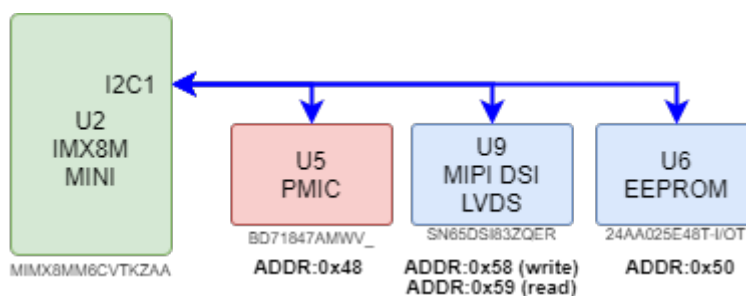 I2C1
U2
IMX8M
MINI
MIMX8MM6CVTKZAA
U5
PMIC
BD71847AMWV_
ADDR:0x48
U9
MIPI DSI
LVDS
SN65DSI83ZQER
ADDR:0x58 (write)
ADDR:0x59 (read)
U6
EEPROM
24AA025E48T-I/OT
ADDR:0x50